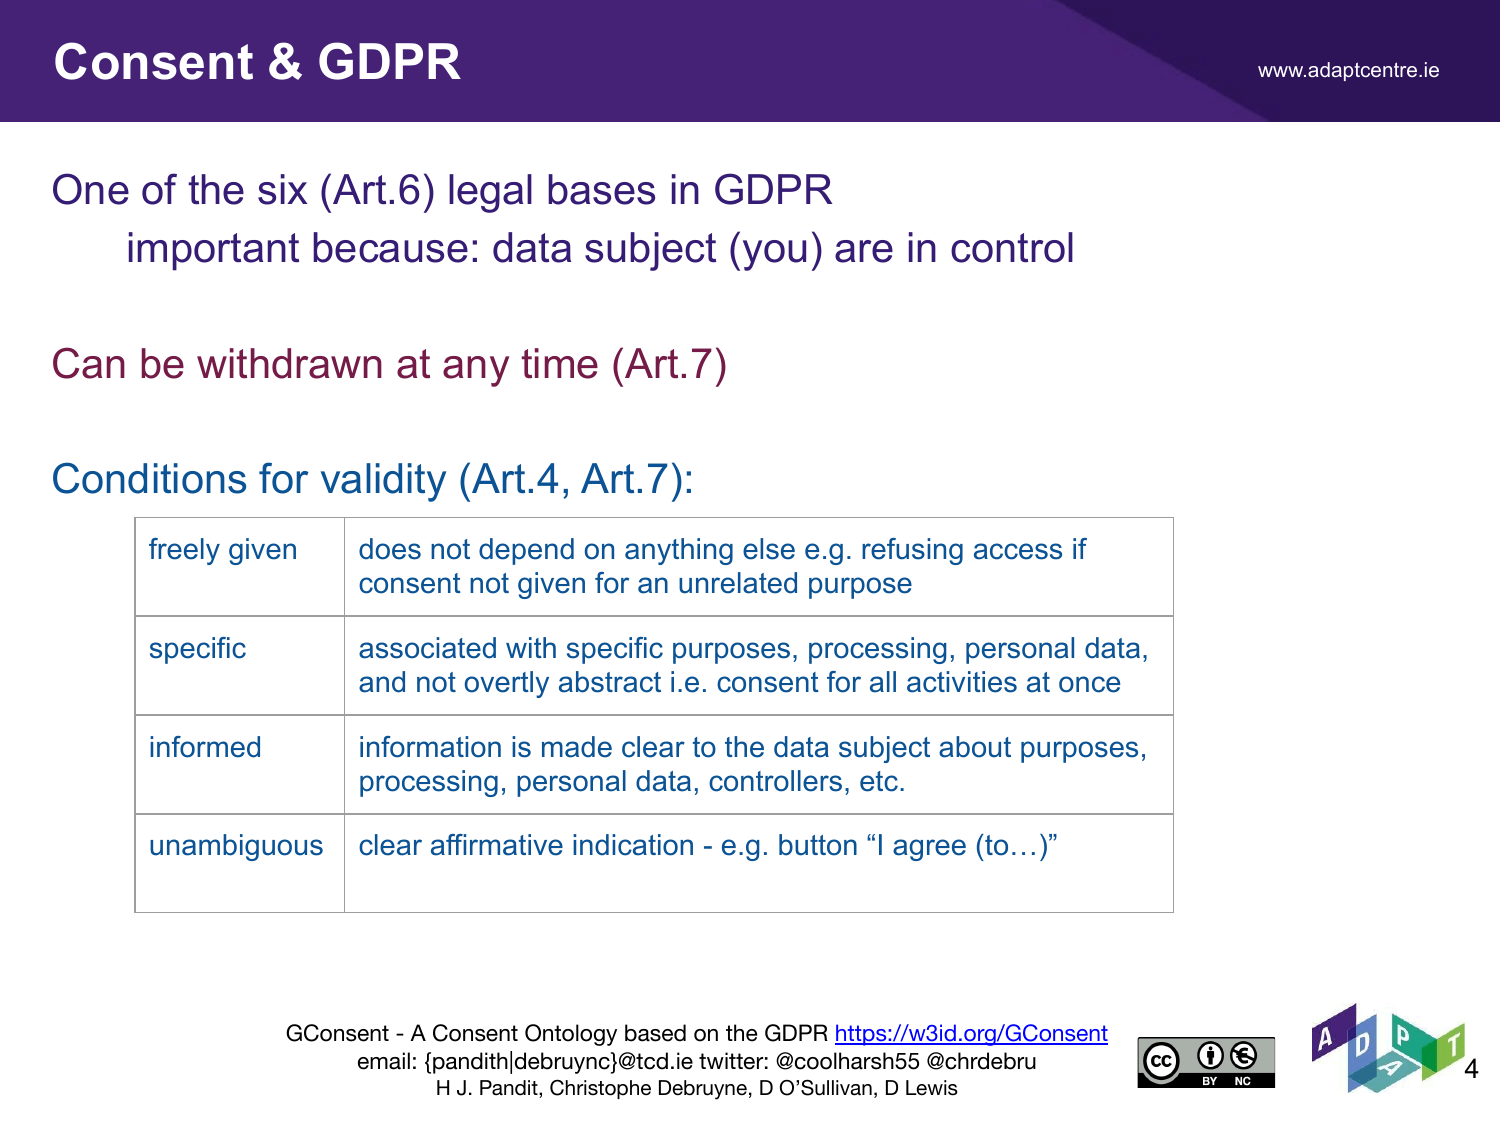 Consent & GDPR
www.adaptcentre.ie
One of the six (Art.6) legal bases in GDPR
important because: data subject (you) are in control
Can be withdrawn at any time (Art.7)
Conditions for validity (Art.4, Art.7):
freely given
does not depend on anything else e.g. refusing access if
consent not given for an unrelated purpose
specific
associated with specific purposes, processing, personal data,
and not overtly abstract i.e. consent for all activities at once
informed
information is made clear to the data subject about purposes,
processing, personal data, controllers, etc.
unambiguous
clear affirmative indication - e.g. button “I agree (to…)”
GConsent - A Consent Ontology based on the GDPR https://w3id.org/GConsent
email: {pandith|debruync}@tcd.ie twitter: @coolharsh55 @chrdebru
H J. Pandit, Christophe Debruyne, D O’Sullivan, D Lewis
cc
BY NC
ADAPT
4